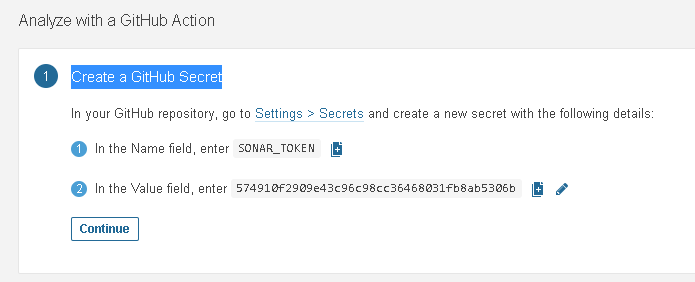 Analyze with a GitHub Action
1 Create a GitHub Secret
In your GitHub repository, go to Settings > Secrets and create a new secret with the following details:
1 In the Name field, enter SONAR_TOKEN
2 In the Value field, enter 574910f2909e43c96c98cc36468031fb8ab5306b
Continue